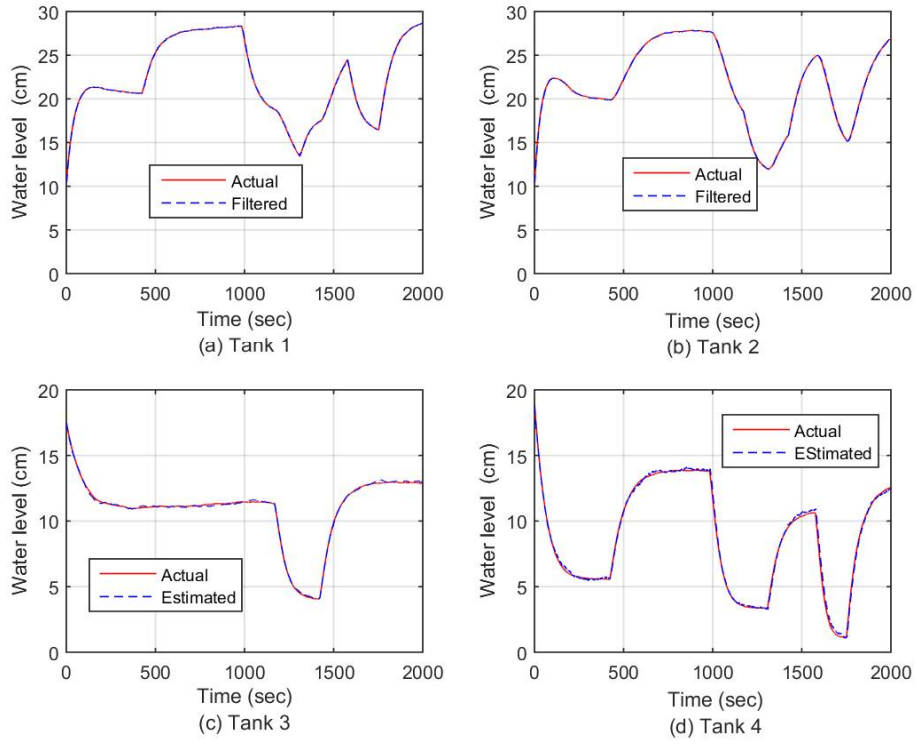 30
25
20
15
10
5
0
Water level (cm)
Actual
Filtered
0 500 1000 1500 2000
Time (sec)
(a) Tank 1
30
25
20
15
10
5
0
Water level (cm)
Actual
Filtered
0 500 1000 1500 2000
Time (sec)
(b) Tank 2
20
15
10
5
0
Water level (cm)
Actual
Estimated
0 500 1000 1500 2000
Time (sec)
(c) Tank 3
20
15
10
5
0
Water level (cm)
Actual
EStimated
0 500 1000 1500 2000
Time (sec)
(d) Tank 4